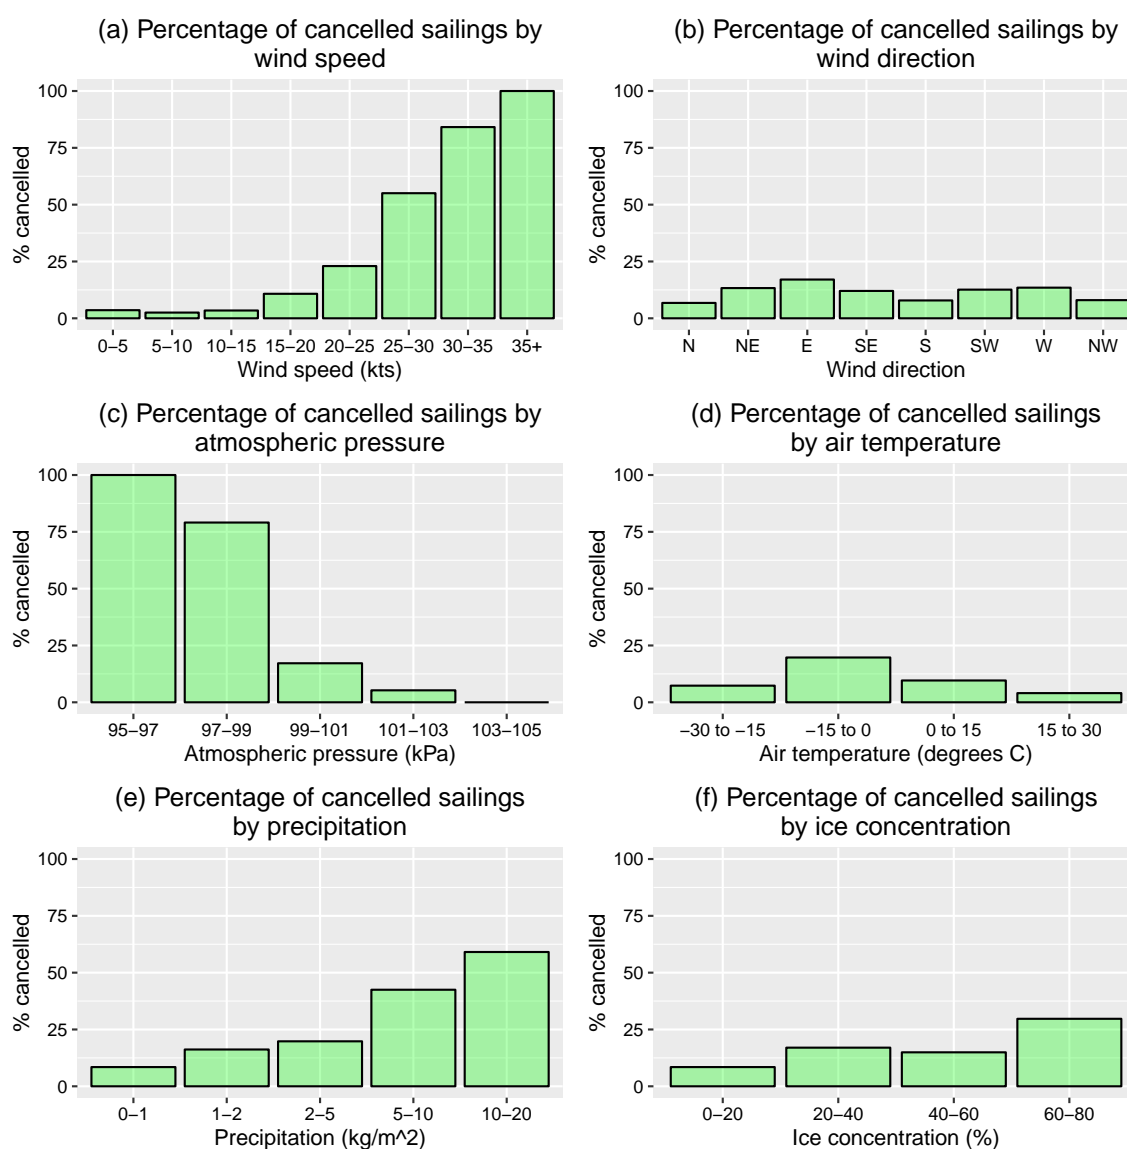 (a) Percentage of cancelled sailings by
wind speed
% cancelled
100
75
50
25
0
0–5 5–10 10–15 15–20 20–25 25–30 30–35 35+
Wind speed (kts)
(b) Percentage of cancelled sailings by
wind direction
% cancelled
100
75
50
25
0
N NE E SE S SW W NW
Wind direction
(c) Percentage of cancelled sailings by
atmospheric pressure
% cancelled
100
75
50
25
0
95–97 97–99 99–101 101–103 103–105
Atmospheric pressure (kPa)
(d) Percentage of cancelled sailings
by air temperature
% cancelled
100
75
50
25
0
−30 to −15 −15 to 0 0 to 15 15 to 30
Air temperature (degrees C)
(e) Percentage of cancelled sailings
by precipitation
% cancelled
100
75
50
25
0
0–1 1–2 2–5 5–10 10–20
Precipitation (kg/m^2)
(f) Percentage of cancelled sailings
by ice concentration
% cancelled
100
75
50
25
0
0–20 20–40 40–60 60–80
Ice concentration (%)